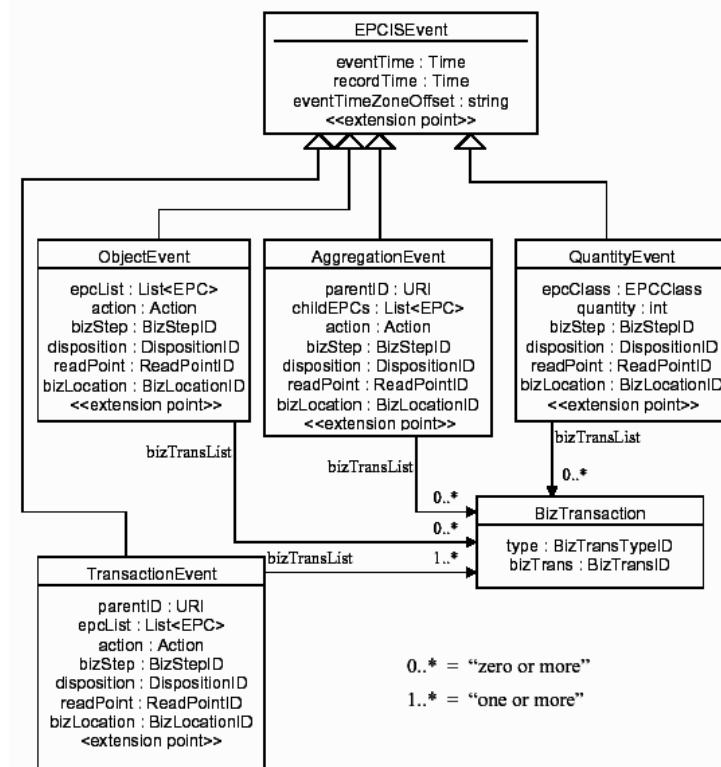 EPCISEvent
eventTime : Time
recordTime : Time
eventTimeZoneOffset : string
<<extension point>>
ObjectEvent
epcList : List<EPC>
action : Action
bizStep : BizStepID
disposition : DispositionID
readPoint : ReadPointID
bizLocation : BizLocationID
<<extension point>>
AggregationEvent
parentID : URI
childEPCs : List<EPC>
action : Action
bizStep : BizStepID
disposition : DispositionID
readPoint : ReadPointID
bizLocation : BizLocationID
<<extension point>>
QuantityEvent
epcClass : EPCClass
quantity : int
bizStep : BizStepID
disposition : DispositionID
readPoint : ReadPointID
bizLocation : BizLocationID
<<extension point>>
bizTransList
bizTransList
bizTransList
0..*
0..*
0..*
BizTransaction
type : BizTransTypeID
bizTrans : BizTransID
bizTransList
1..*
TransactionEvent
parentID : URI
epcList : List<EPC>
action : Action
bizStep : BizStepID
disposition : DispositionID
readPoint : ReadPointID
bizLocation : BizLocationID
<extension point>>
0..* = “zero or more”
1..* = “one or more”